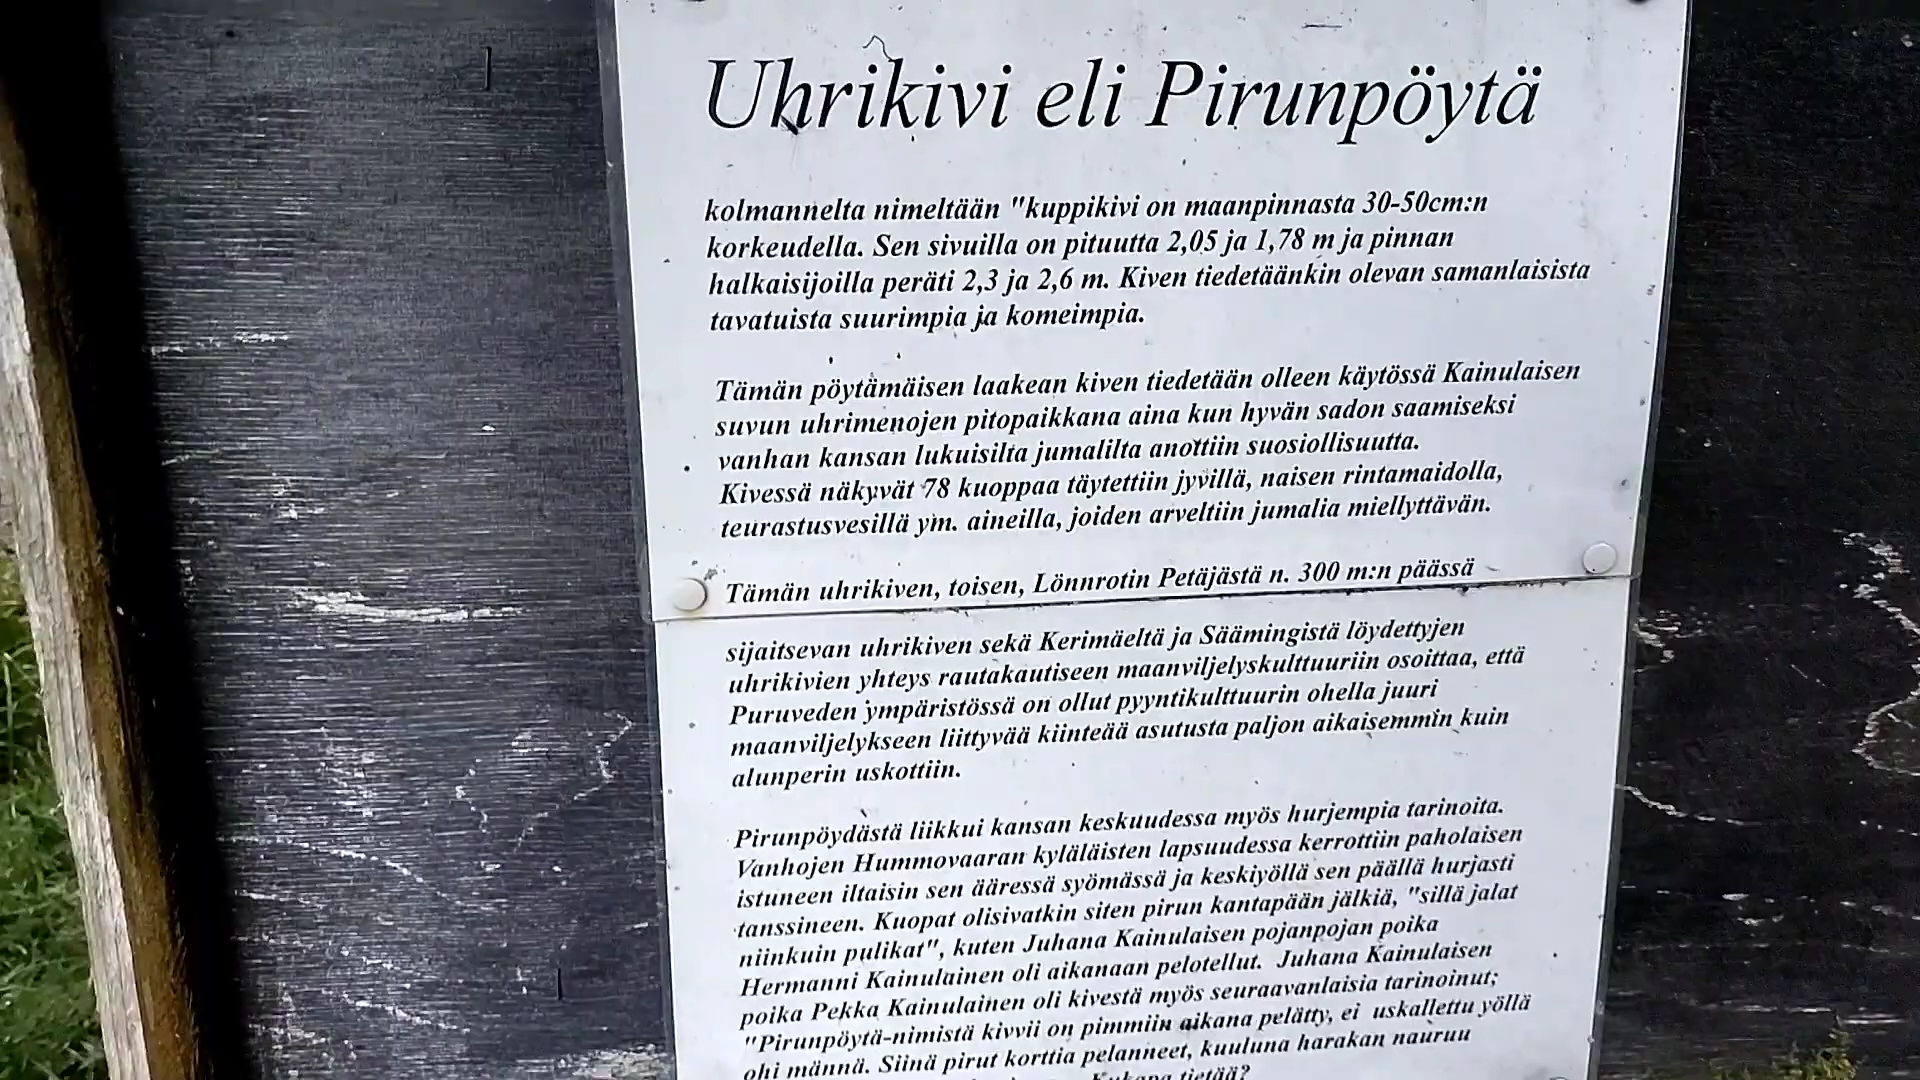 Uhrikivi eli Pirunpöytä
kolmannelta nimeltään "kuppikivi on maanpinnasta 30-50cm:n
korkeudella. Sen sivuilla on pituutta 2,05 ja 1,78 m ja pinnan
halkaisijoilla peräti 2,3 ja 2,6 m. Kiven tiedetäänkin olevan samanlaisista
tavatuista suurimpia ja komeimpia.
Tämän pöytämäisen laakean kiven tiedetään olleen käytössä Kainulaisen
suvun uhrimenojen pitopaikkana aina kun hyvän sadon saamiseksi
vanhan kansan lukuisilta jumalilta anottiin suosiollisuutta.
Kivessä näkyvät 78 kuoppaa täytettiin jyvillä, naisen rintamaidolla,
teurastusvesillä ym. aineilla, joiden arveltiin jumalia miellyttävän.
Tämän uhrikiven, toisen, Lönnrotin Petäjästä n. 300 m:n päässä
sijaitsevan uhrikiven sekä Kerimäeltä ja Säämingistä löydettyjen
uhrikivien yhteys rautakautiseen maanviljelyskulttuuriin osoittaa, että
Puruveden ympäristössä on ollut pyyntikulttuurin ohella juuri
maanviljelykseen liittyvää kiinteää asutusta paljon aikaisemmin kuin
alunperin uskottiin.
Pirunpöydästä liikkui kansan keskuudessa myös hurjempia tarinoita.
Vanhojen Hummovaaran kyläläisten lapsuudessa kerrottiin paholaisen
istuneen iltaisin sen ääressä syömässä ja keskiyöllä sen päällä hurjasti
tanssineen. Kuopat olisivatkin siten pirun kantapään jälkiä, "sillä jalat
niinkuin pulikat", kuten Juhana Kainulaisen pojanpojan poika
Hermanni Kainulainen oli aikanaan pelotellut. Juhana Kainulaisen
poika Pekka Kainulainen oli kivestä myös seuraavanlaisia tarinoinut;
"Pirunpöytä-nimistä kivvii on pimmiin aikana pelätty, ei uskallettu yöllä
ohi männä. Siinä pirut korttia pelanneet, kuuluna harakan nauruu
Kukapa tietää?